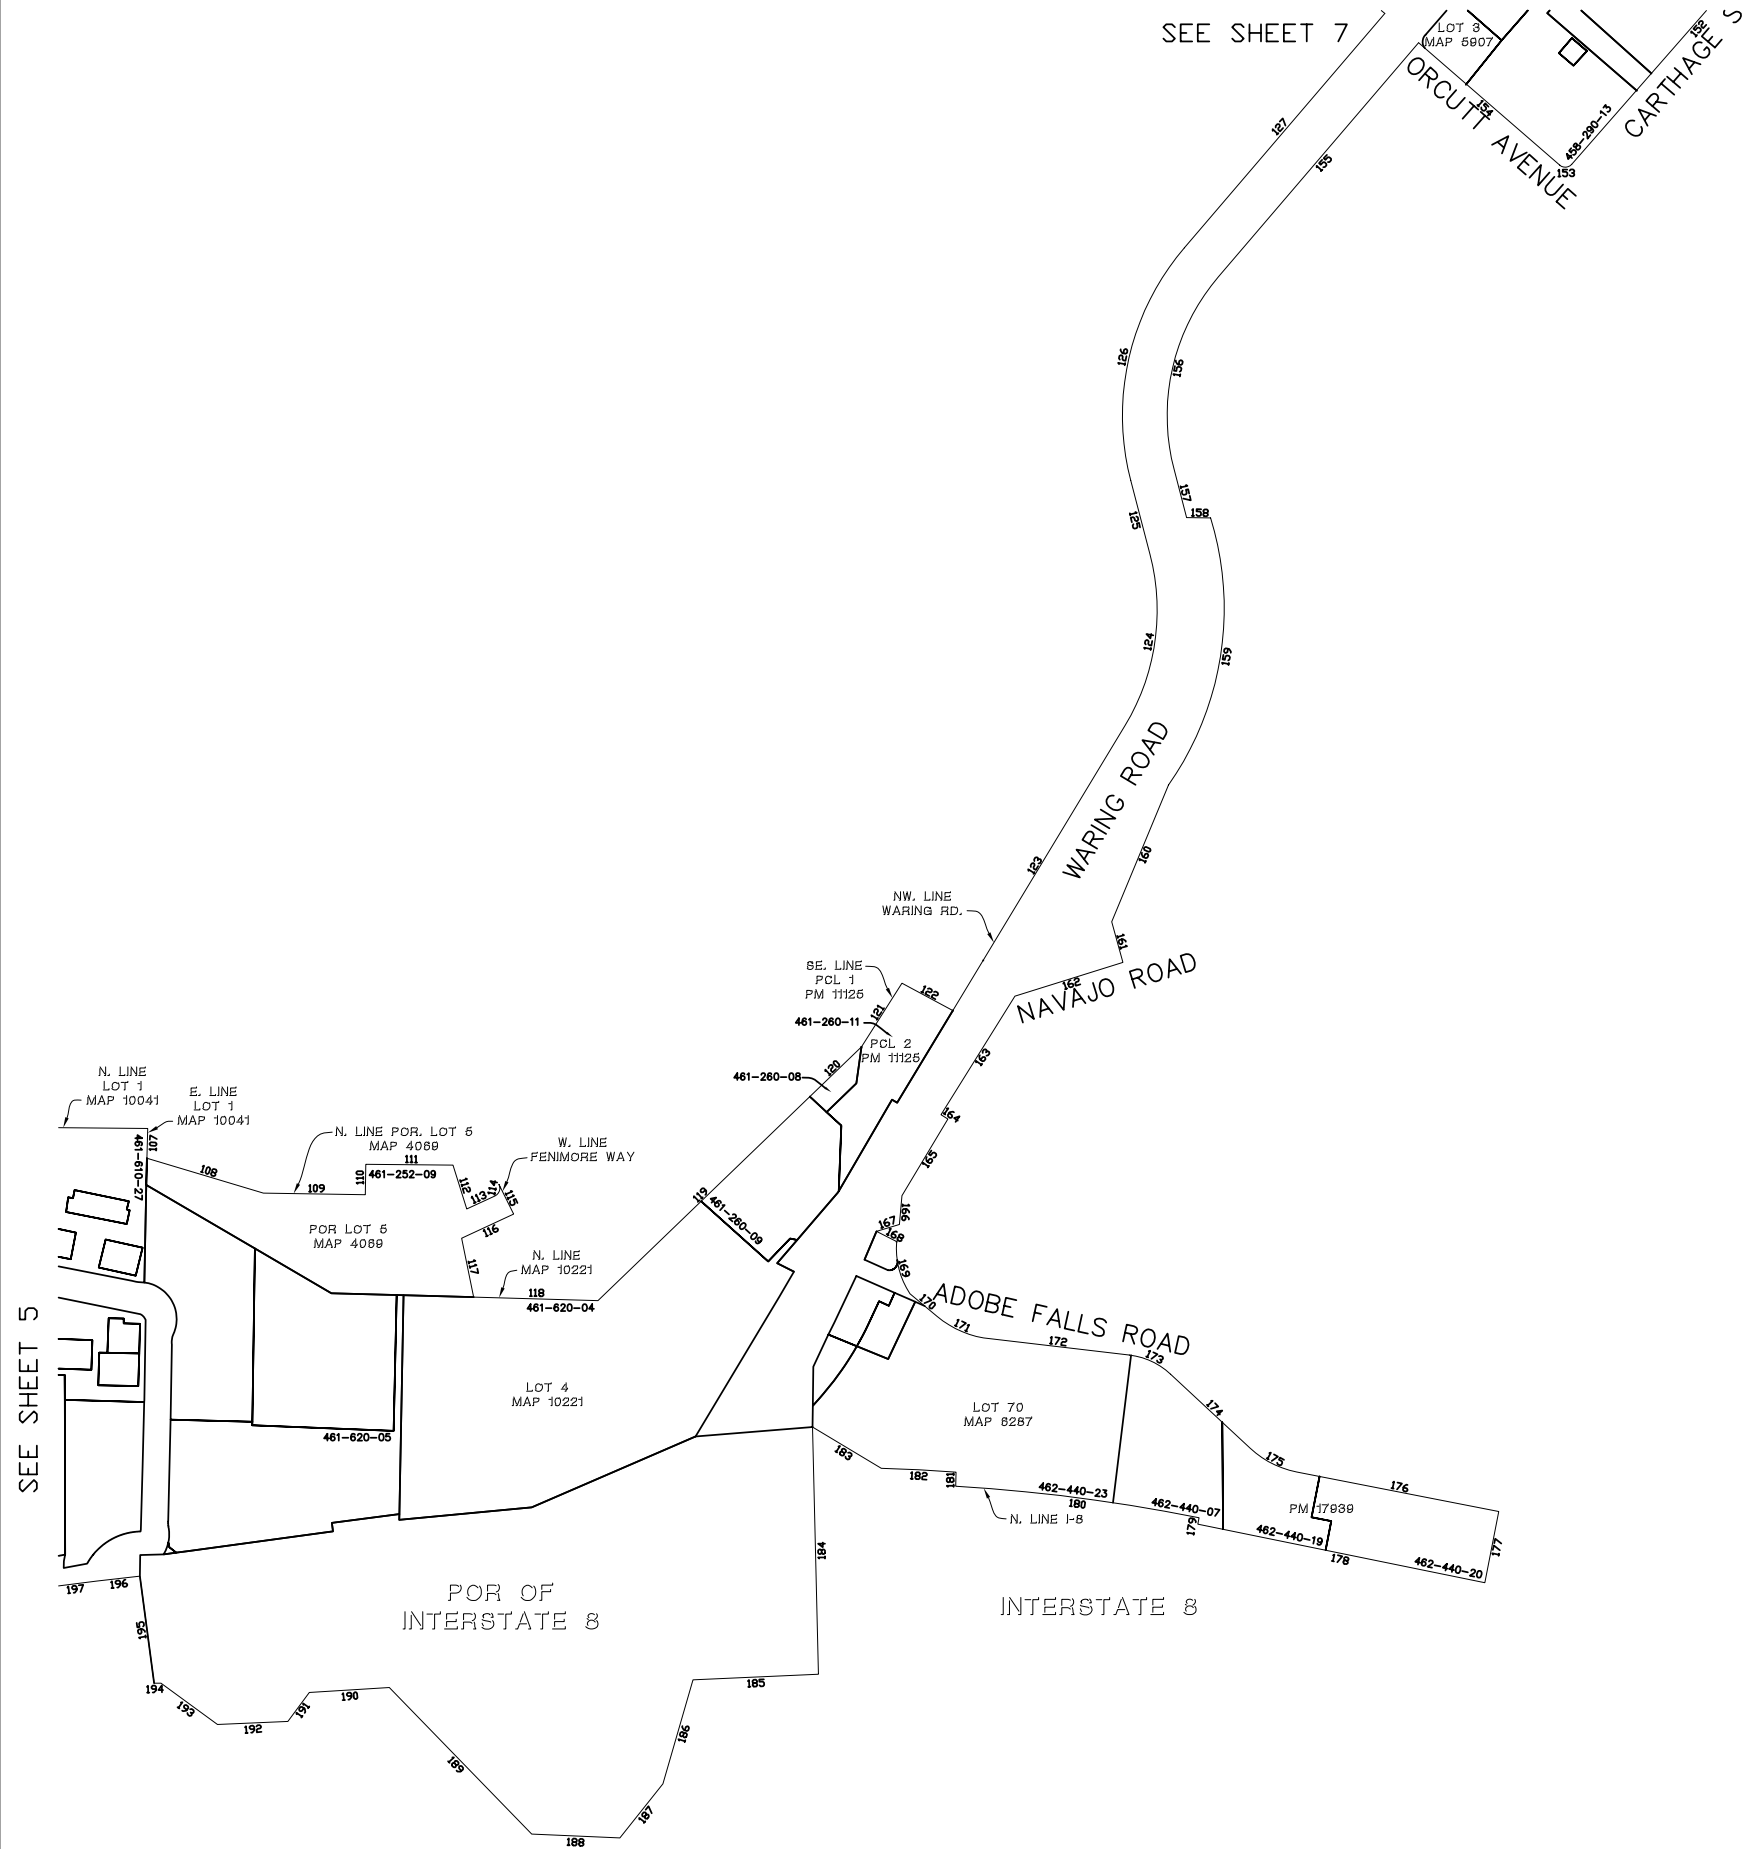 SEE SHEET 7
LOT 3
MAP 5907
ORCUTT AVENUE
CARTHAGE S
152
154
458-290-13
153
127
155
126
156
157
158
125
124
159
WARING ROAD
123
160
NW. LINE
WARING RD.
161
NAVAJO ROAD
162
SE. LINE
PCL 1
PM 11125
122
121
461-260-11
PCL 2
PM 11125
163
120
461-260-08
164
165
N. LINE
LOT 1
MAP 10041
E. LINE
LOT 1
MAP 10041
107
461-610-27
108
N. LINE POR. LOT 5
MAP 4069
109
110
111
461-252-09
W. LINE
FENIMORE WAY
112
113
114
115
116
117
POR LOT 5
MAP 4069
N. LINE
MAP 10221
118
461-620-04
119
461-260-09
166
167
168
169
170
ADOBE FALLS ROAD
171
172
173
174
175
176
177
SEE SHEET 5
LOT 4
MAP 10221
461-620-05
LOT 70
MAP 8287
183
182
181
462-440-23
180
N. LINE I-8
462-440-07
179
PM 17939
462-440-19
178
462-440-20
184
INTERSTATE 8
POR OF
INTERSTATE 8
197
196
195
194
193
192
191
190
189
188
187
186
185